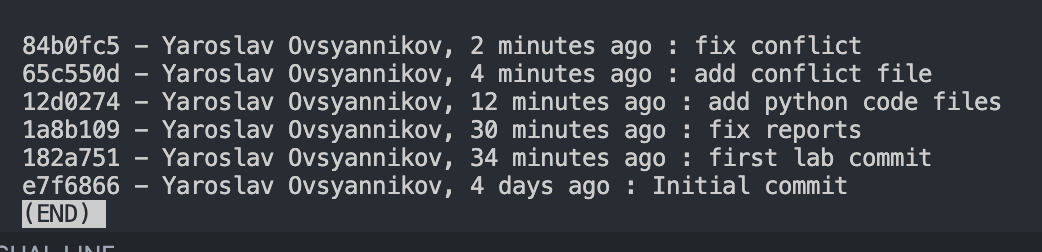 84b0fc5 – Yaroslav Ovsyannikov, 2 minutes ago : fix conflict
65c550d – Yaroslav Ovsyannikov, 4 minutes ago : add conflict file
12d0274 – Yaroslav Ovsyannikov, 12 minutes ago : add python code files
1a8b109 – Yaroslav Ovsyannikov, 30 minutes ago : fix reports
182a751 – Yaroslav Ovsyannikov, 34 minutes ago : first lab commit
e7f6866 – Yaroslav Ovsyannikov, 4 days ago : Initial commit
(END)